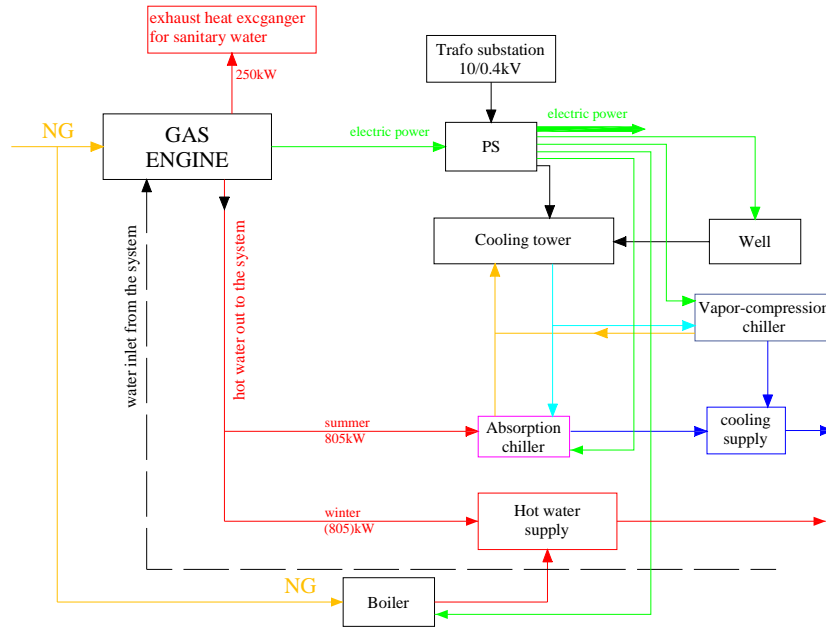 exhaust heat excganger
for sanitary water
250kW
Trafo substation
10/0.4kV
NG
GAS
ENGINE
electric power
electric power
PS
water inlet from the system
hot water out to the system
Cooling tower
Well
Vapor-compression
chiller
summer
805kW
Absorption
chiller
cooling
supply
winter
(805)kW
Hot water
supply
NG
Boiler